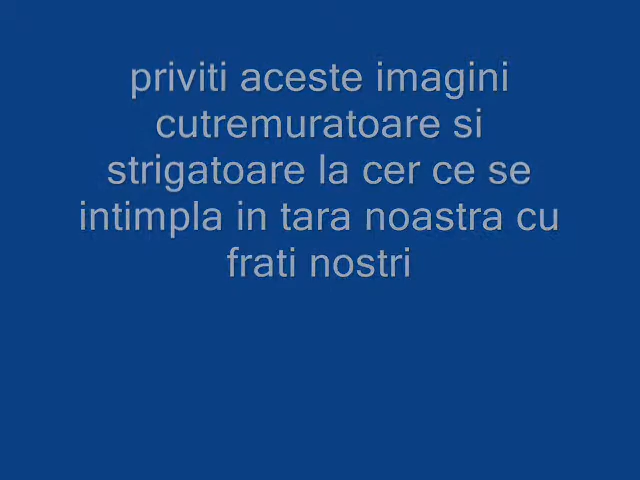 priviti aceste imagini
cutremuratoare si
strigatoare la cer ce se
intimpla in tara noastra cu
frati nostri